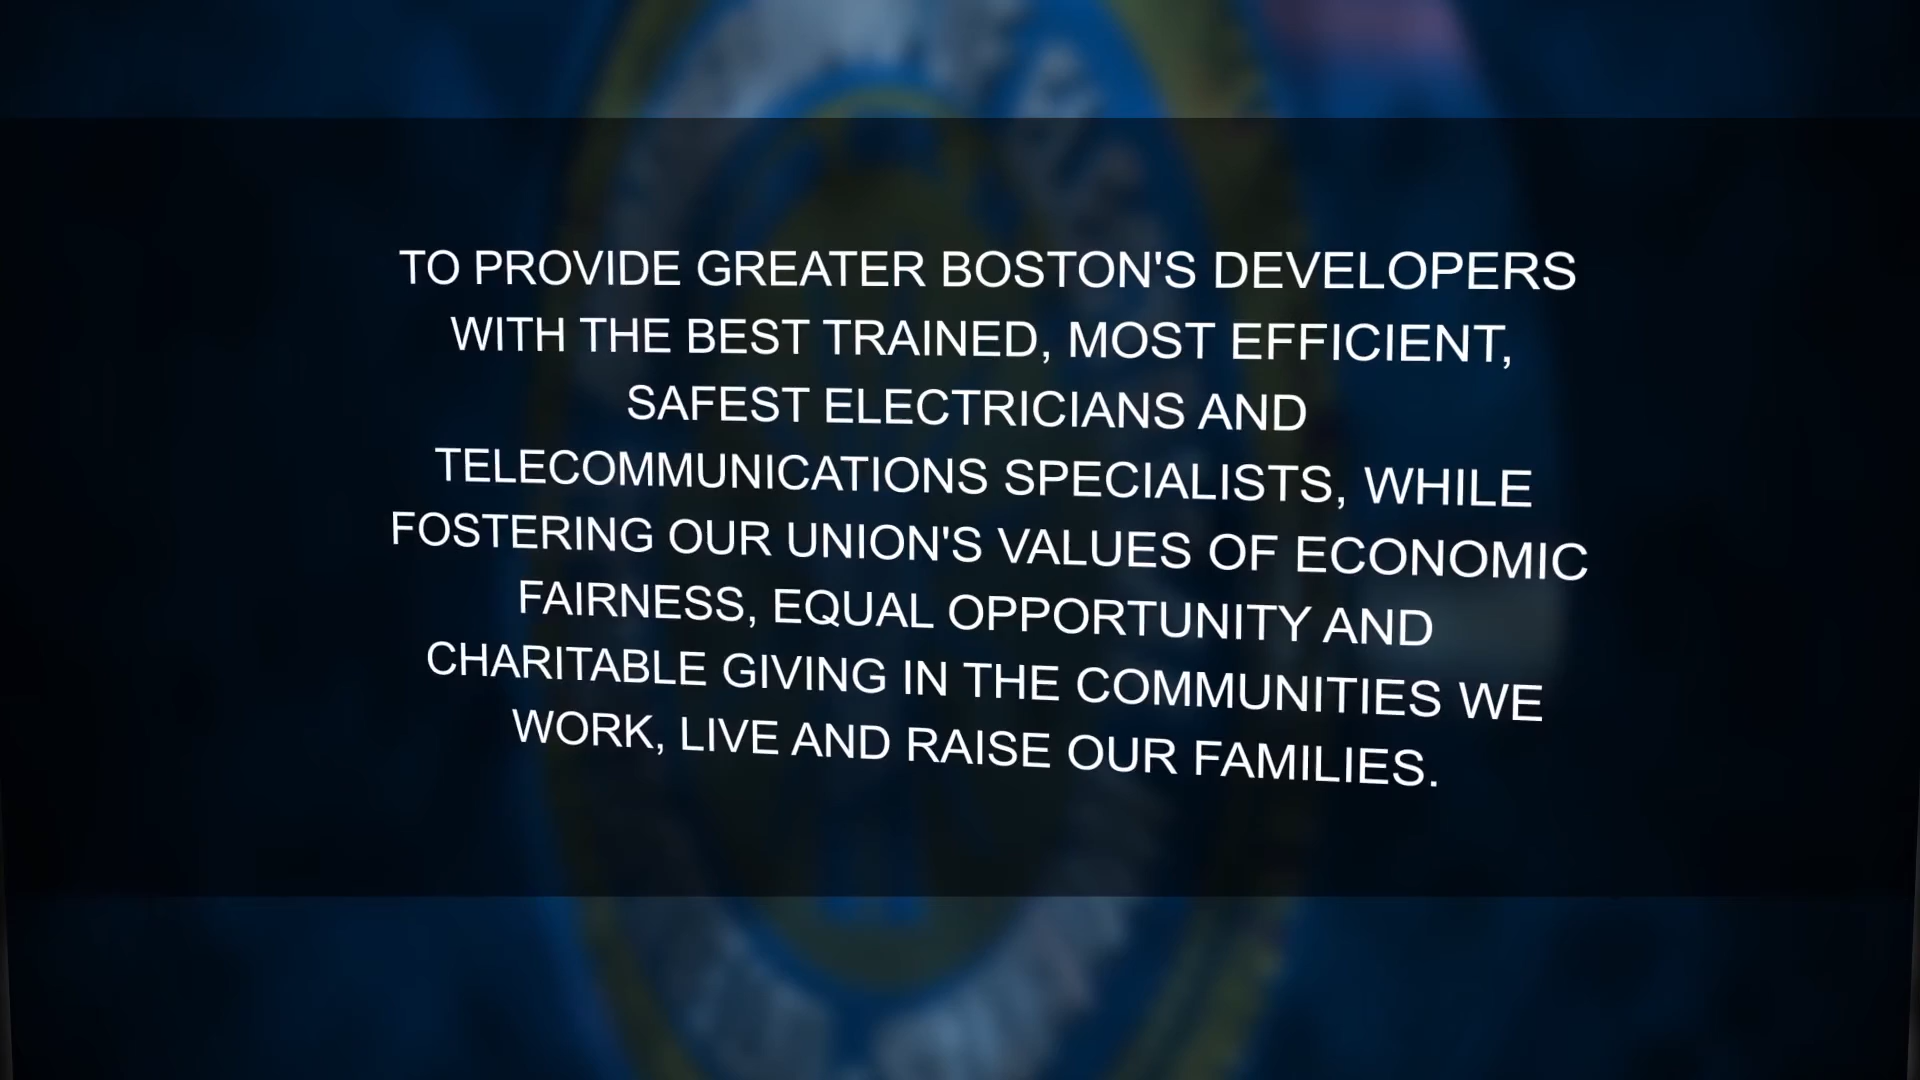 TO PROVIDE GREATER BOSTON'S DEVELOPERS
WITH THE BEST TRAINED, MOST EFFICIENT,
SAFEST ELECTRICIANS AND
TELECOMMUNICATIONS SPECIALISTS, WHILE
FOSTERING OUR UNION'S VALUES OF ECONOMIC
FAIRNESS, EQUAL OPPORTUNITY AND
CHARITABLE GIVING IN THE COMMUNITIES WE
WORK, LIVE AND RAISE OUR FAMILIES.